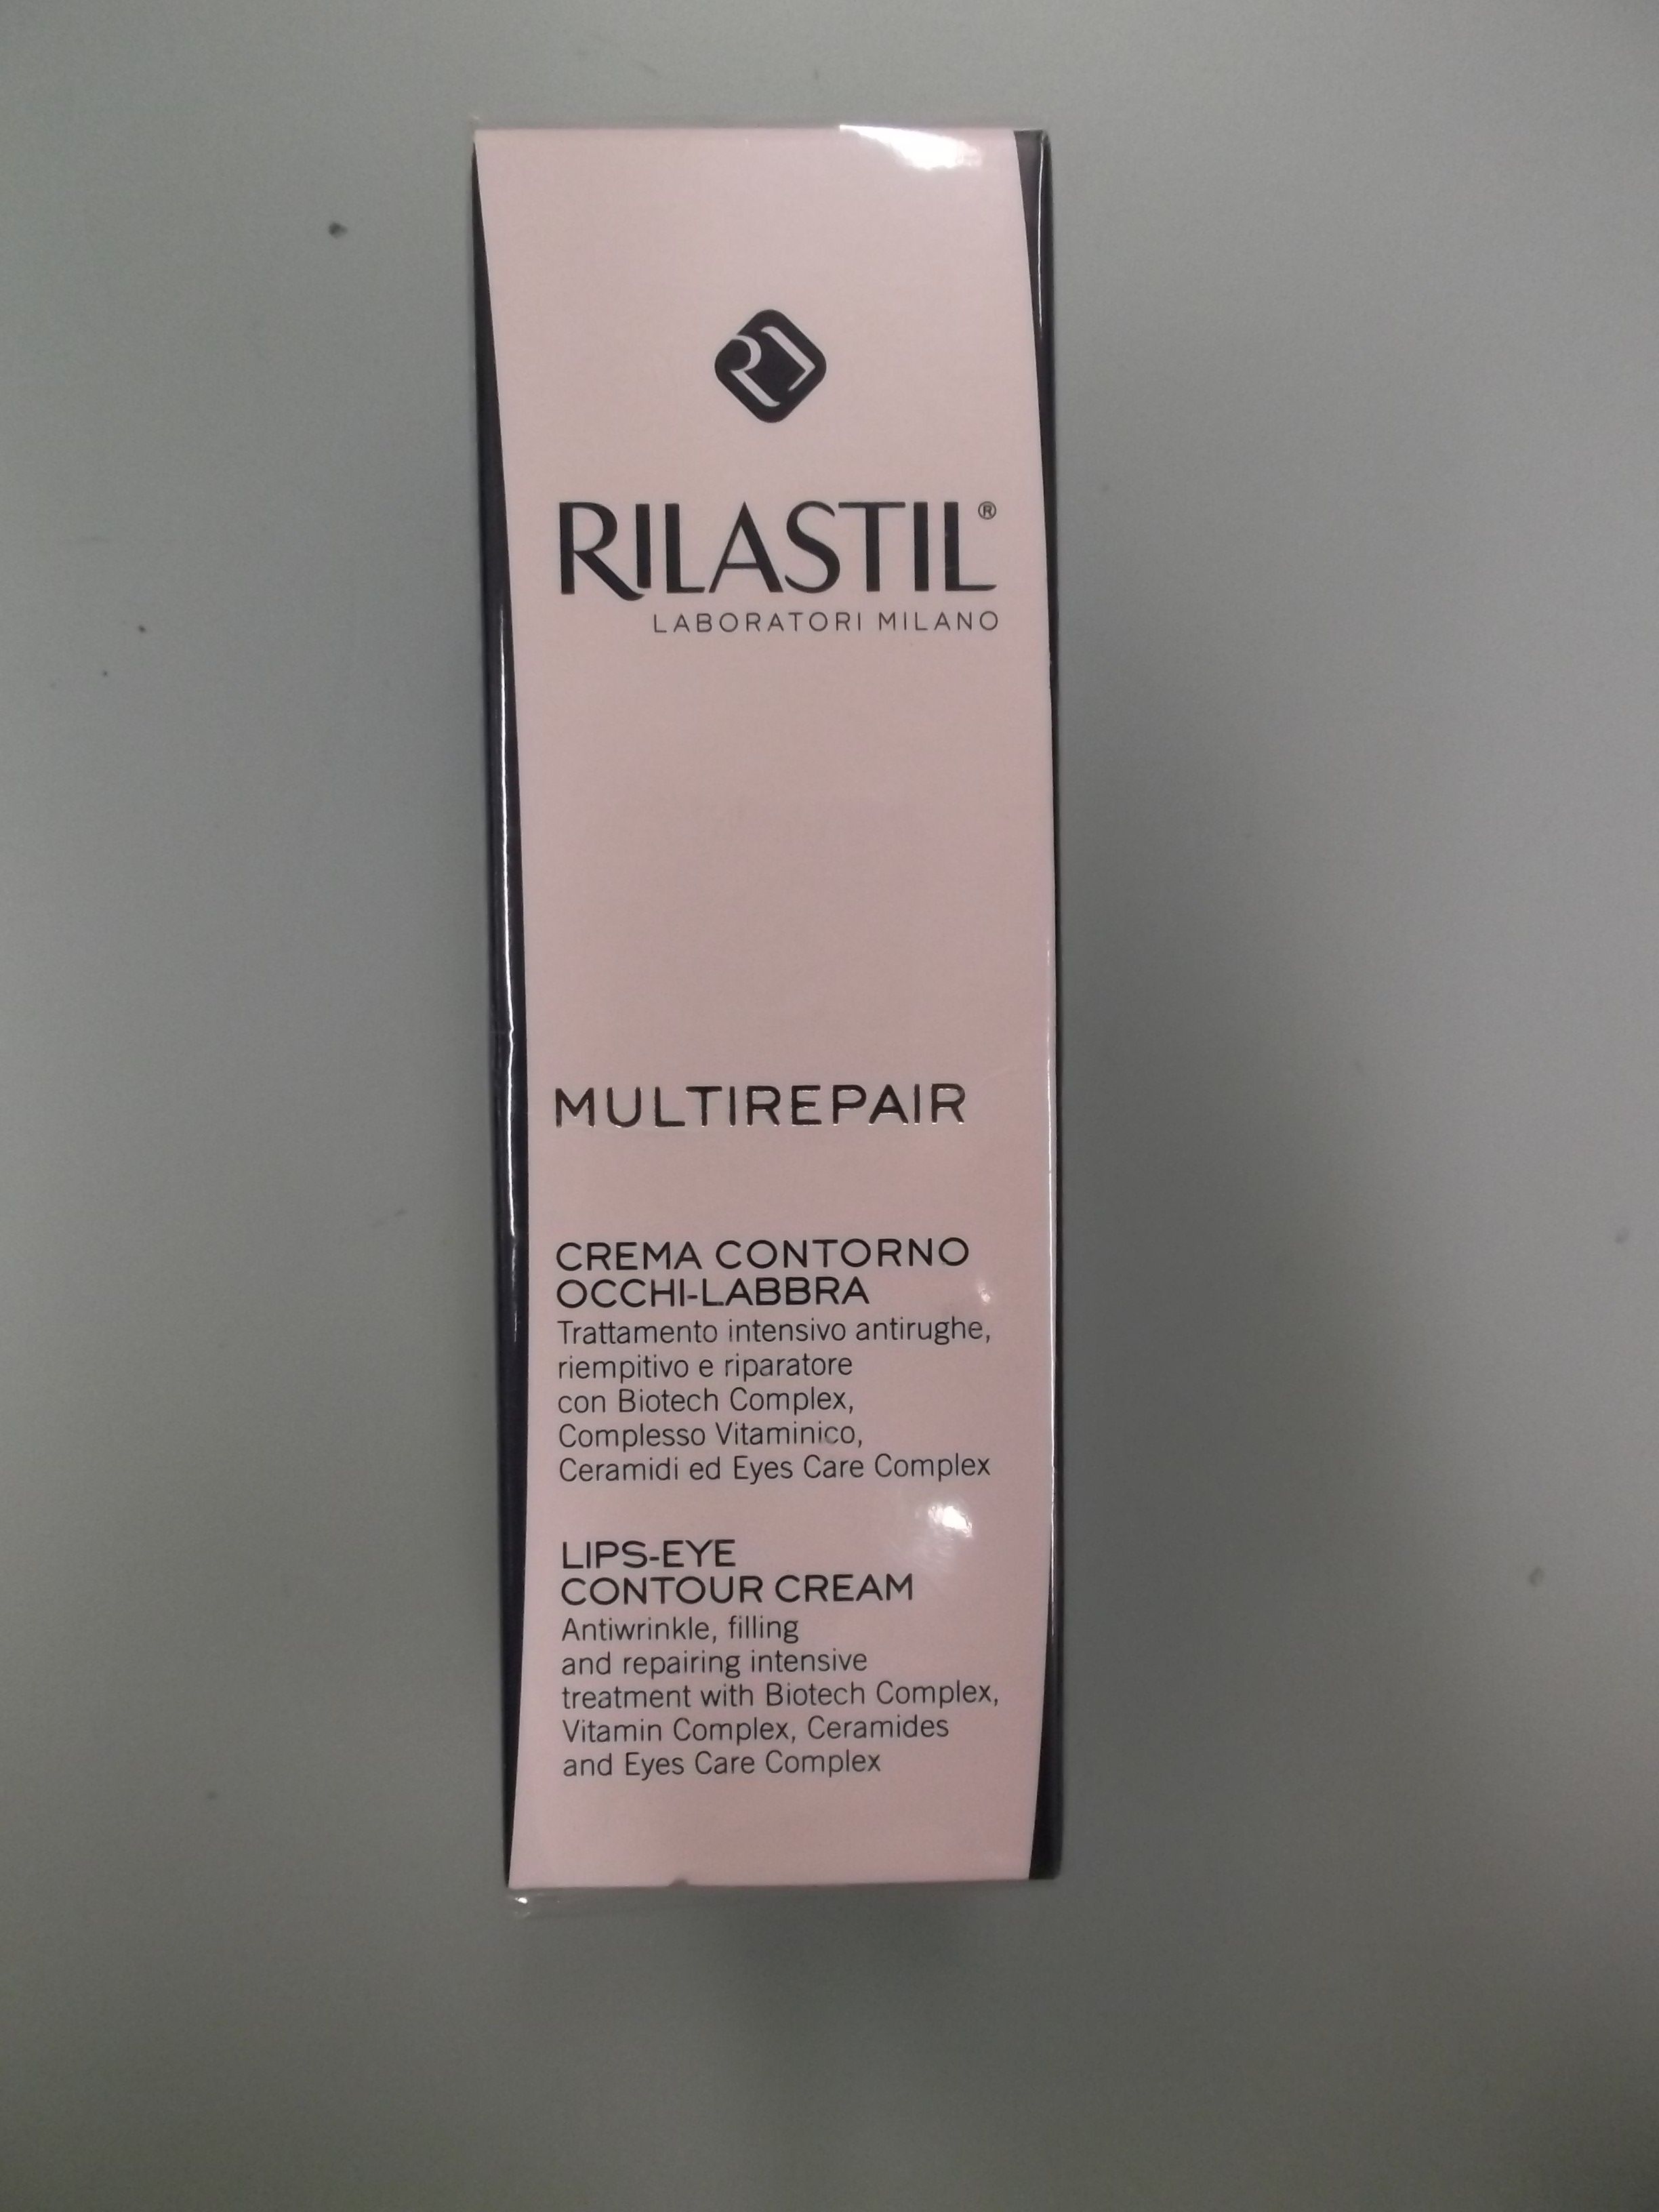 RILASTIL®
LABORATORI MILANO
MULTIREPAIR
CREMA CONTORNO
OCCHI-LABBRA
Trattamento intensivo antirughe,
riempitivo e riparatore
con Biotech Complex,
Complesso Vitaminico,
Ceramidi ed Eyes Care Complex
LIPS-EYE
CONTOUR CREAM
Antiwrinkle, filling
and repairing intensive
treatment with Biotech Complex,
Vitamin Complex, Ceramides
and Eyes Care Complex